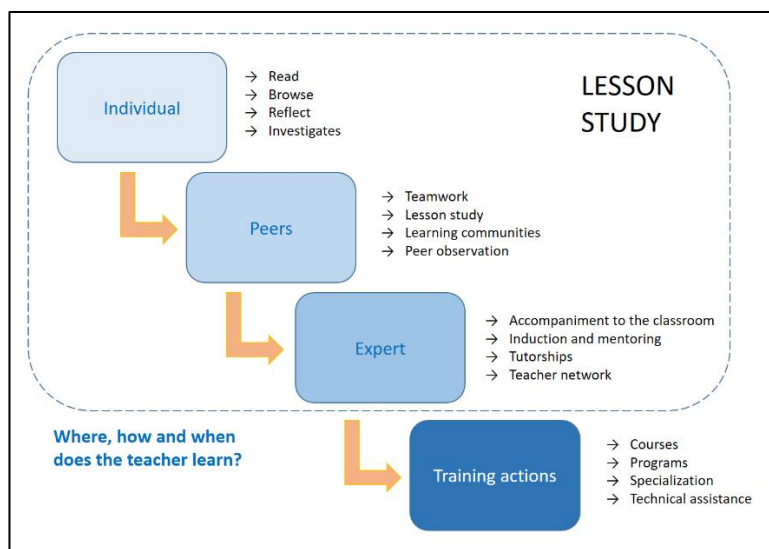 LESSON
STUDY
Individual
→ Read
→ Browse
→ Reflect
→ Investigates
Peers
→ Teamwork
→ Lesson study
→ Learning communities
→ Peer observation
Expert
→ Accompaniment to the classroom
→ Induction and mentoring
→ Tutorships
→ Teacher network
Where, how and when
does the teacher learn?
Training actions
→ Courses
→ Programs
→ Specialization
→ Technical assistance